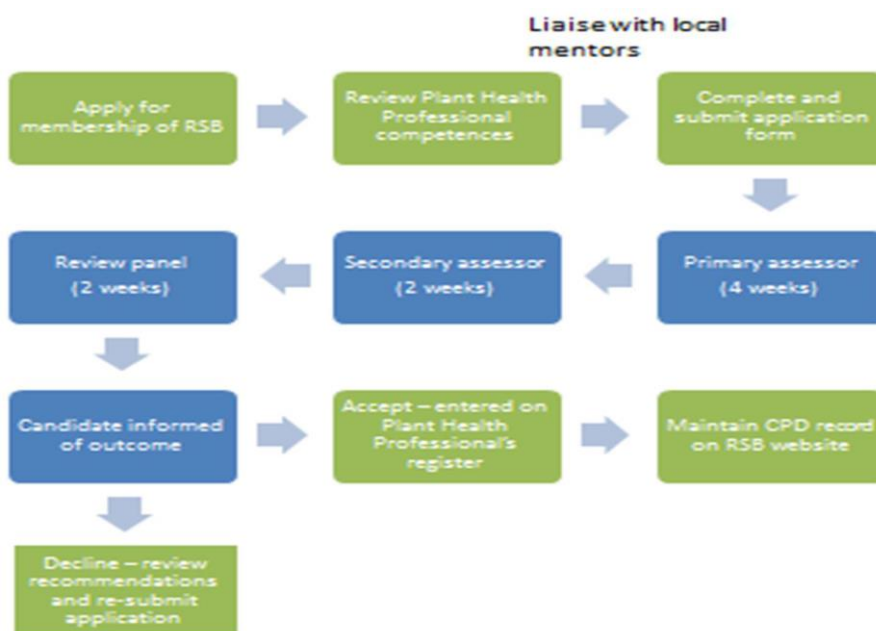 Liaise with local
mentors
Apply for
membership of RSB
Review Plant Health
Professional
competences
Complete and
submit application
form
Review panel
(2 weeks)
Secondary assessor
(2 weeks)
Primary assessor
(4 weeks)
Candidate informed
of outcome
Accept – entered on
Plant Health
Professional's
register
Maintain CPD record
on RSB website
Decline – review
recommendations
and re-submit
application